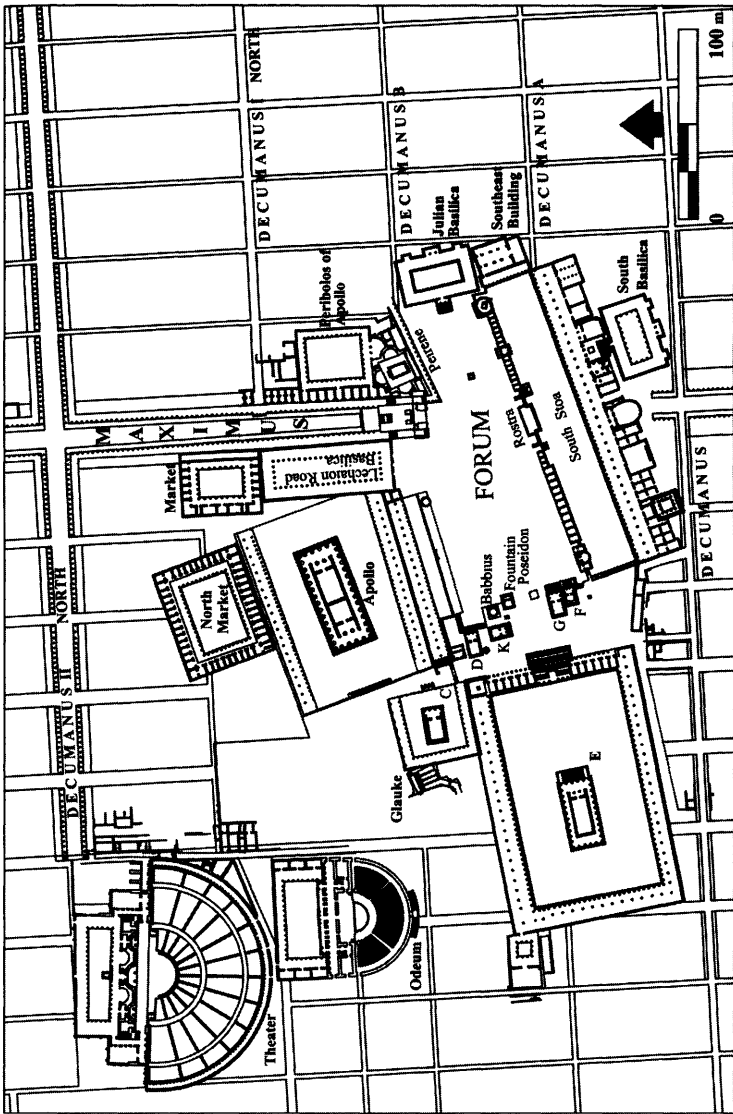 DECUMANUS II NORTH
DECUMANUS I NORTH
MAXIMUS
Market
North
Market
Lechaion Road
Basilica
Peribolos of
Apollo
DECUMANUS B
Theater
Odeum
Glauke
Apollo
Peirene
Julian
Basilica
Southeast
Building
DECUMANUS A
FORUM
Rostra
South Stoa
South
Basilica
C
D
K
Babbius
Fountain
Poseidon
G
F
E
DECUMANUS
0
100 m